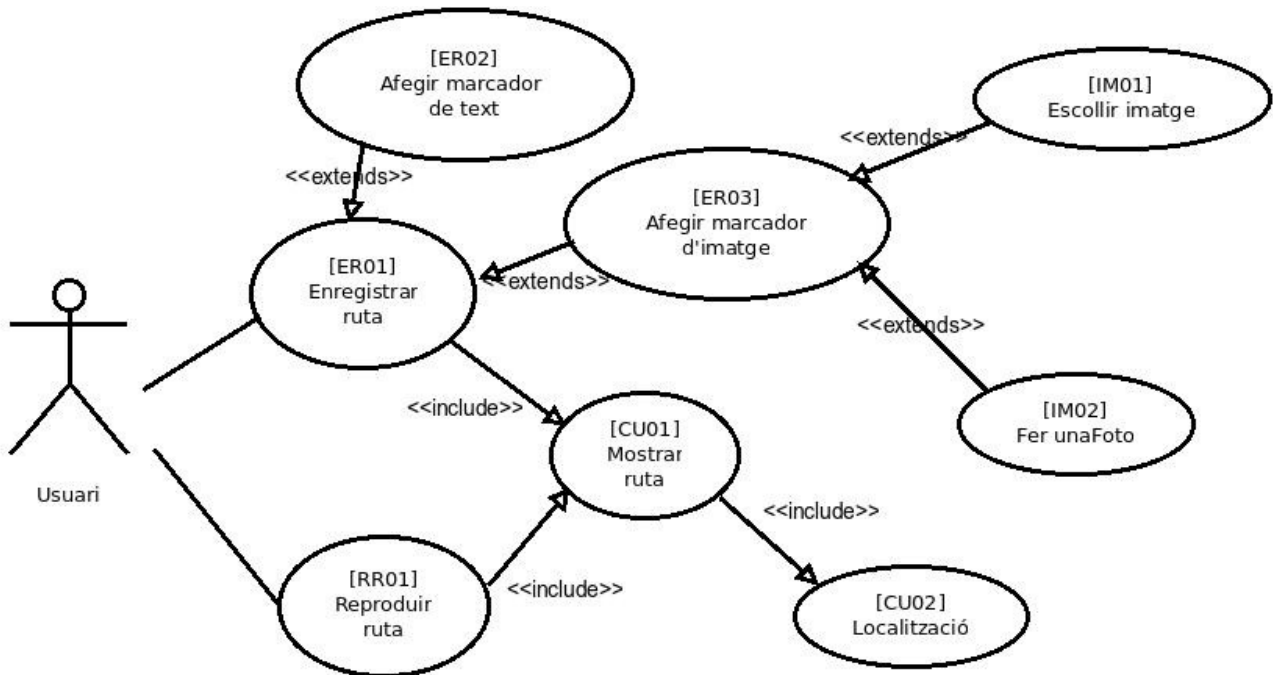 [ER02]
Afegir marcador
de text
[IM01]
Escollir imatge
<<extends>>
<<extends>>
[ER03]
Afegir marcador
d'imatge
[ER01]
Enregistrar
ruta
<<extends>>
<<extends>>
[IM02]
Fer unaFoto
<<include>>
[CU01]
Mostrar
ruta
Usuari
<<include>>
[RR01]
Reproduir
ruta
<<include>>
[CU02]
Localització